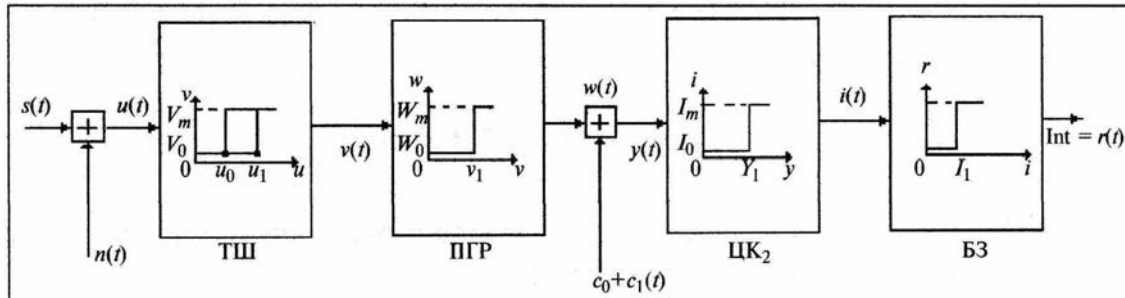 s(t)
u(t)
n(t)
v
V_m
V_0
0
u_0
u_1
u
ТШ
v(t)
w
W_m
W_0
0
v_1
v
ПГР
w(t)
c_0+c_1(t)
y(t)
i
I_m
I_0
0
Y_1
y
ЦК_2
i(t)
r
0
I_1
i
БЗ
Int = r(t)